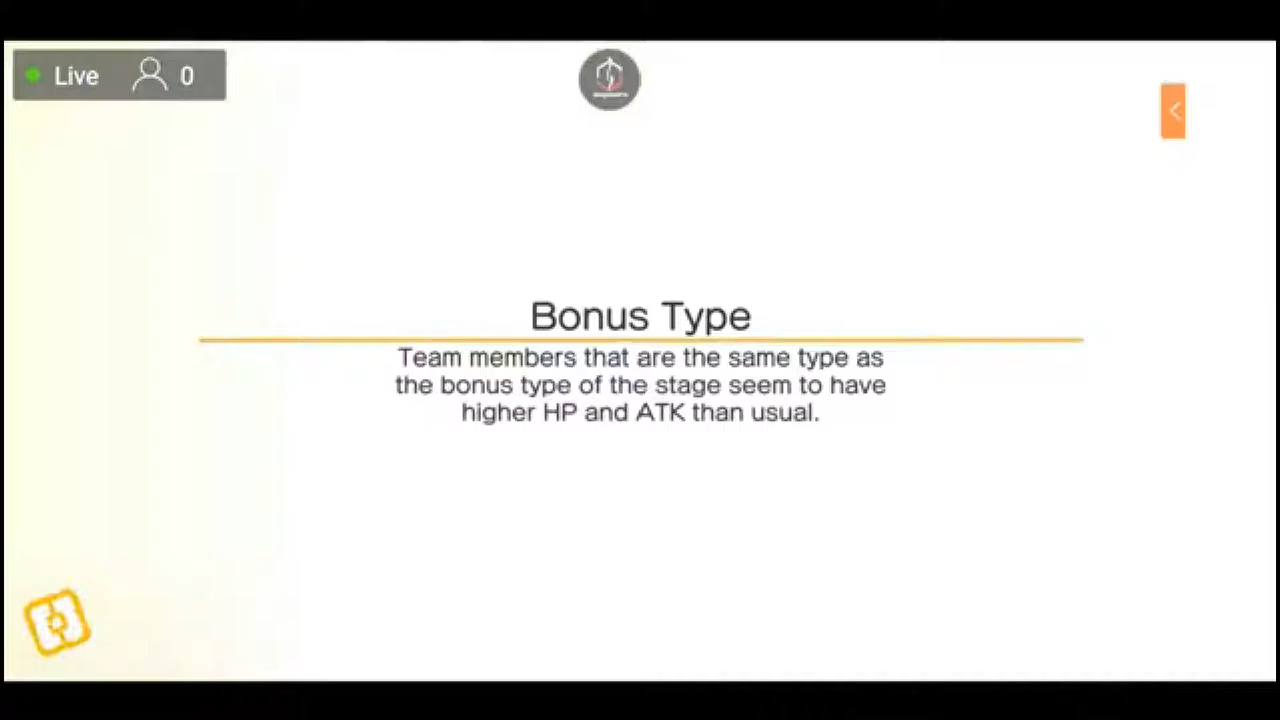 Live 0
Bonus Type
Team members that are the same type as
the bonus type of the stage seem to have
higher HP and ATK than usual.